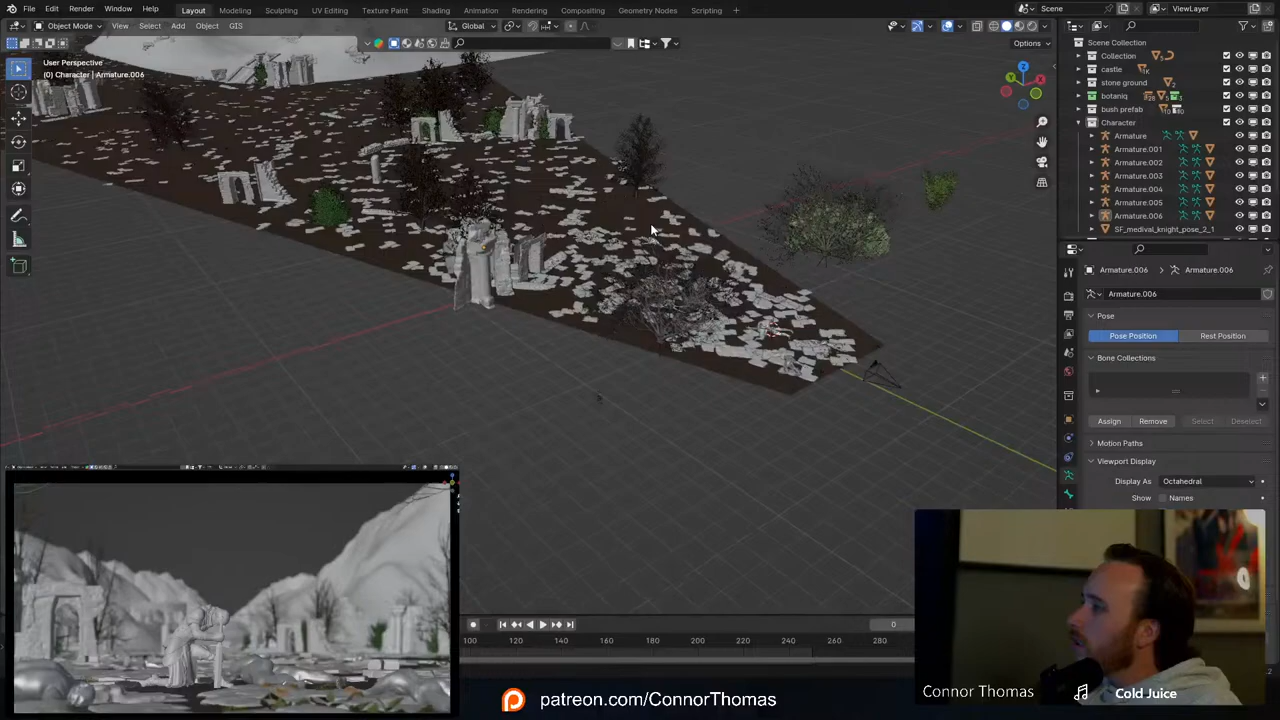 File Edit Render Window Help Layout Modeling Sculpting UV Editing Texture Paint Shading Animation Rendering Compositing Geometry Nodes Scripting + Scene ViewLayer
Object Mode View Select Add Object GIS Global
Options
User Perspective
(0) Character | Armature.006
Z
Y
X
Scene Collection
Collection
castle
stone ground
botaniq
bush prefab
Character
Armature
Armature.001
Armature.002
Armature.003
Armature.004
Armature.005
Armature.006
SF_medival_knight_pose_2_1
Armature.006 > Armature.006
Armature.006
Pose
Pose Position Rest Position
Bone Collections
Assign Remove Select Deselect
Motion Paths
Viewport Display
Display As Octahedral
Show Names
0
100 120 140 160 180 200 220 240 260 280
patreon.com/ConnorThomas
Connor Thomas Cold Juice